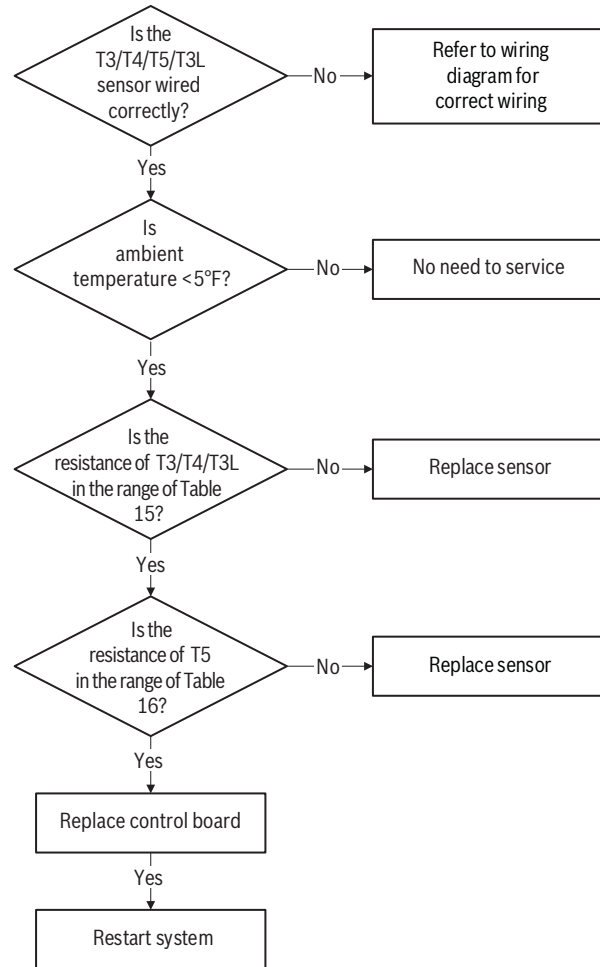 Is the
T3/T4/T5/T3L
sensor wired
correctly?
No
Refer to wiring
diagram for
correct wiring
Yes
Is
ambient
temperature <5°F?
No
No need to service
Yes
Is the
resistance of T3/T4/T3L
in the range of Table
15?
No
Replace sensor
Yes
Is the
resistance of T5
in the range of Table
16?
No
Replace sensor
Yes
Replace control board
Yes
Restart system